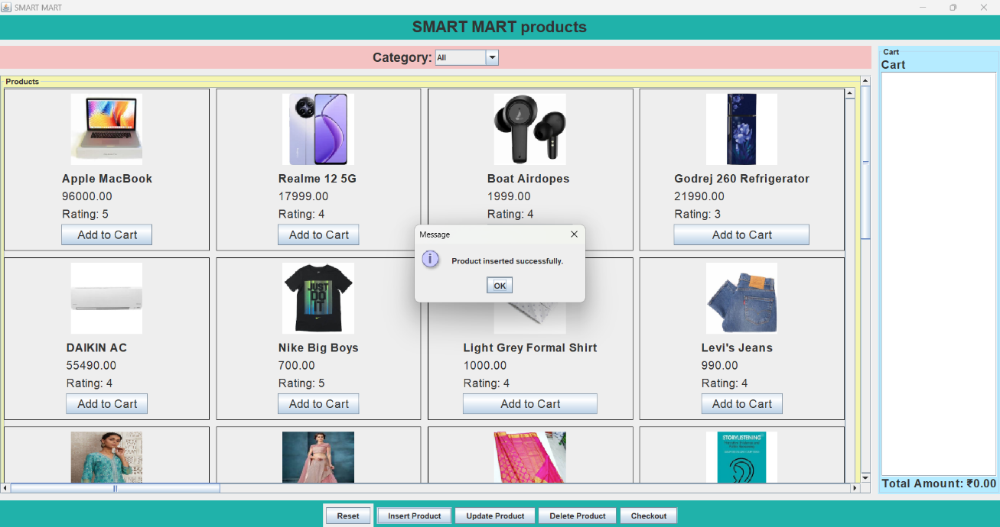 SMART MART
SMART MART products
Category: All
Cart
Cart
Products
Apple MacBook
96000.00
Rating: 5
Add to Cart
Realme 12 5G
17999.00
Rating: 4
Add to Cart
Boat Airdopes
1999.00
Rating: 4
Godrej 260 Refrigerator
21990.00
Rating: 3
Add to Cart
Message
Product inserted successfully.
OK
DAIKIN AC
55490.00
Rating: 4
Add to Cart
JUST
DO
IT
Nike Big Boys
700.00
Rating: 5
Add to Cart
Light Grey Formal Shirt
1000.00
Rating: 4
Add to Cart
Levi's Jeans
990.00
Rating: 4
Add to Cart
STORYLISTENING
Total Amount: ₹0.00
Reset
Insert Product
Update Product
Delete Product
Checkout